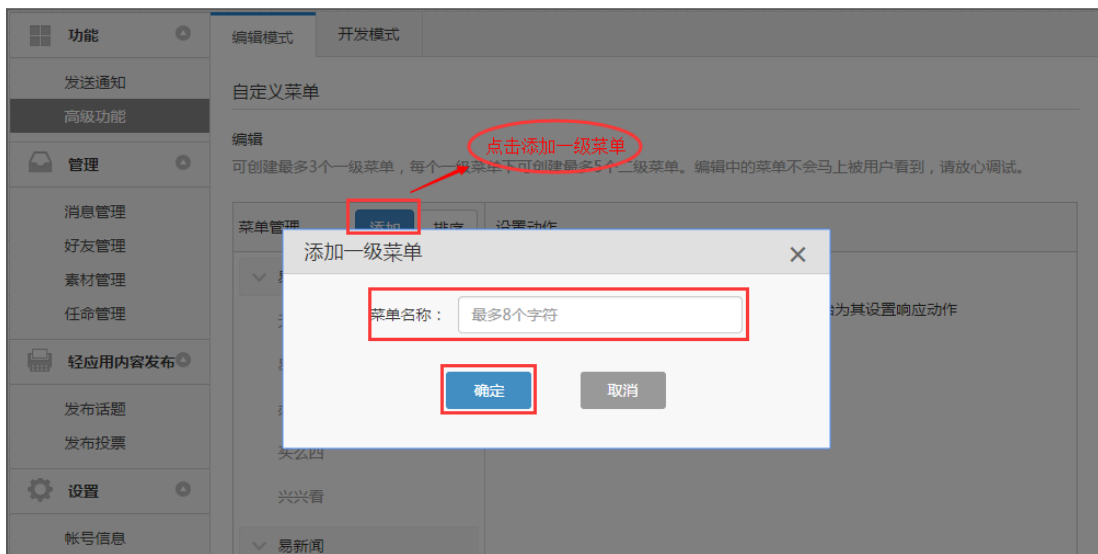 功能
发送通知
高级功能
管理
消息管理
好友管理
素材管理
任命管理
轻应用内容发布
发布话题
发布投票
设置
帐号信息
编辑模式
开发模式
自定义菜单
编辑
点击添加一级菜单
可创建最多3个一级菜单，每个一级菜单下可创建最多5个二级菜单。编辑中的菜单不会马上被用户看到，请放心调试。
菜单管理
添加
排序
设置动作
添加一级菜单
菜单名称：
最多8个字符
确定
取消
为其设置响应动作
买么四
兴兴看
易新闻